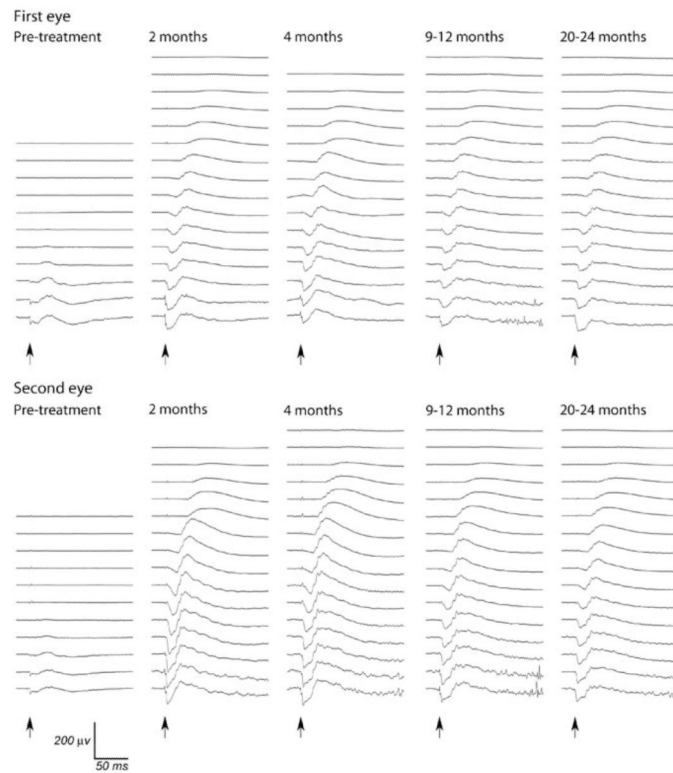 First eye
Pre-treatment 2 months 4 months 9-12 months 20-24 months
Second eye
Pre-treatment 2 months 4 months 9-12 months 20-24 months
200 μv
50 ms